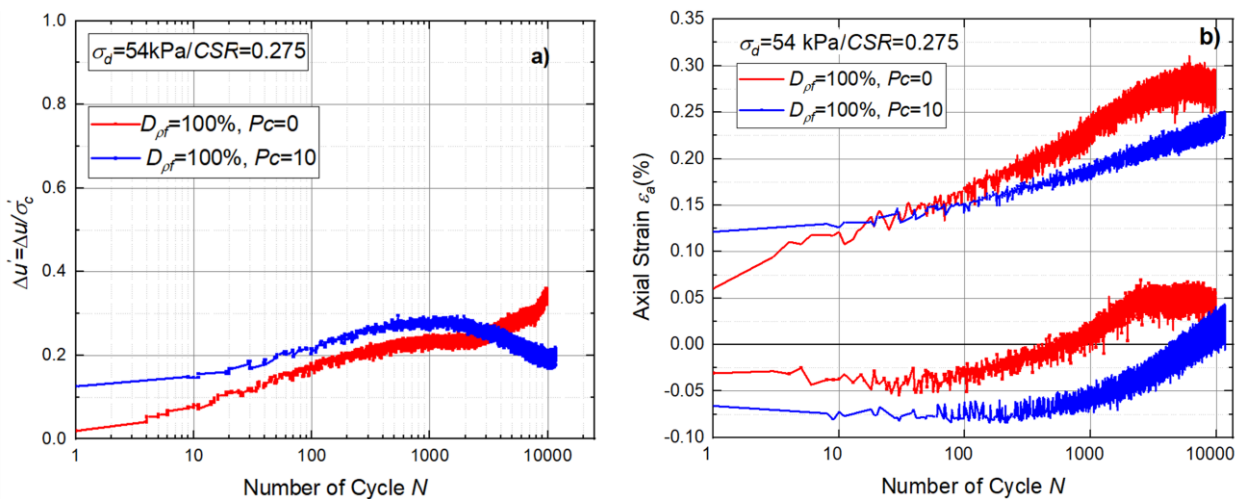 a)
σd=54kPa/CSR=0.275
Dρf=100%, Pc=0
Dρf=100%, Pc=10
1.0
0.8
0.6
0.4
0.2
0.0
Δu'=Δu/σc'
1 10 100 1000 10000
Number of Cycle N
b)
σd=54 kPa/CSR=0.275
Dρf=100%, Pc=0
Dρf=100%, Pc=10
0.35
0.30
0.25
0.20
0.15
0.10
0.05
0.00
-0.05
-0.10
Axial Strain εa(%)
1 10 100 1000 10000
Number of Cycle N